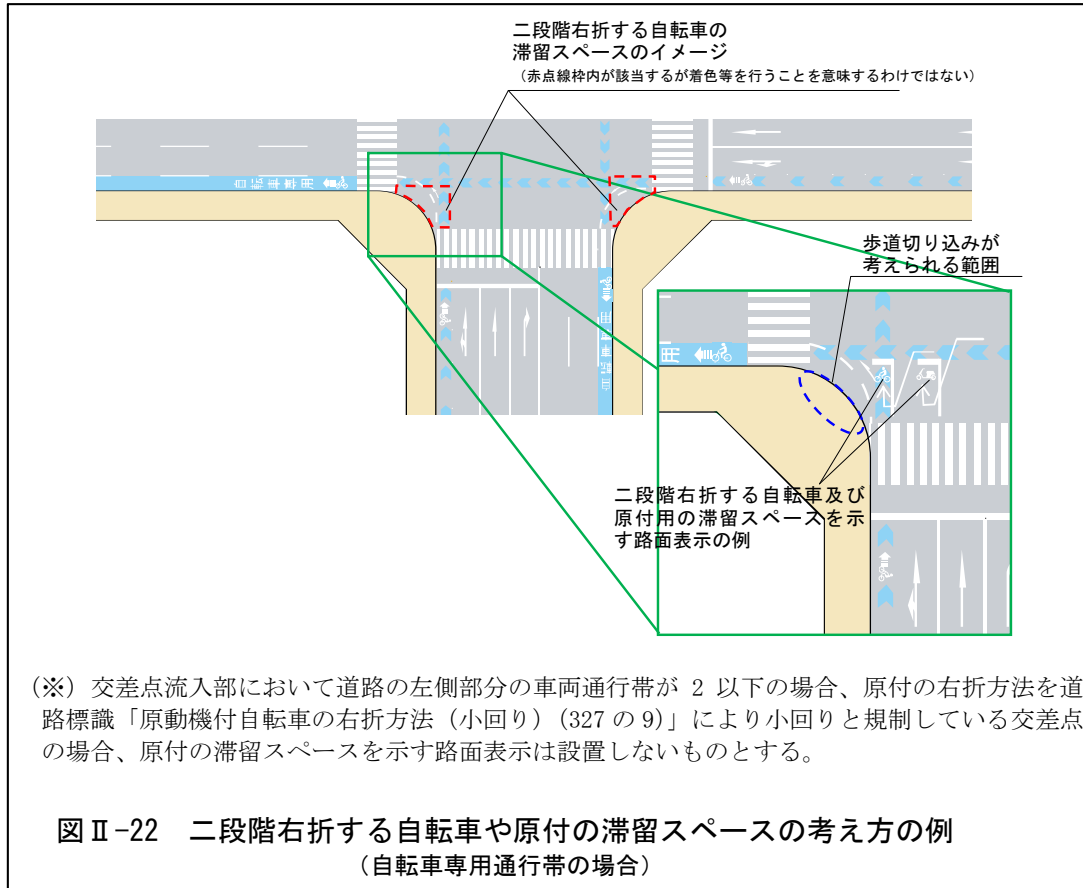 二段階右折する自転車の
滞留スペースのイメージ
（赤点線枠内が該当するが着色等を行うことを意味するわけではない）
自転車専用
歩道切り込みが
考えられる範囲
用
二段階右折する自転車及び
原付用の滞留スペースを示
す路面表示の例
（※）交差点流入部において道路の左側部分の車両通行帯が 2 以下の場合、原付の右折方法を道
路標識「原動機付自転車の右折方法（小回り）(327 の 9)」により小回りと規制している交差点
の場合、原付の滞留スペースを示す路面表示は設置しないものとする。
図Ⅱ-22 二段階右折する自転車や原付の滞留スペースの考え方の例
（自転車専用通行帯の場合）